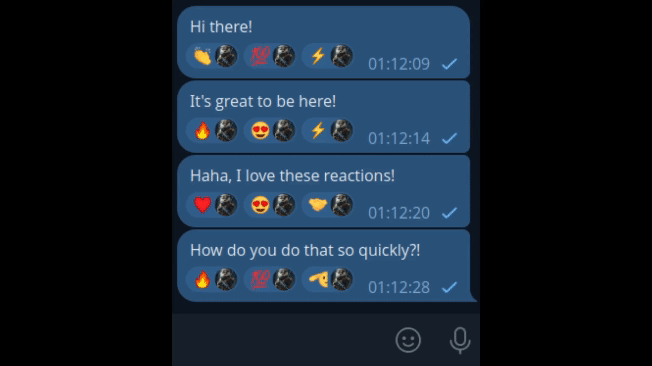 Hi there!
01:12:09
It's great to be here!
01:12:14
Haha, I love these reactions!
01:12:20
How do you do that so quickly?!
01:12:28